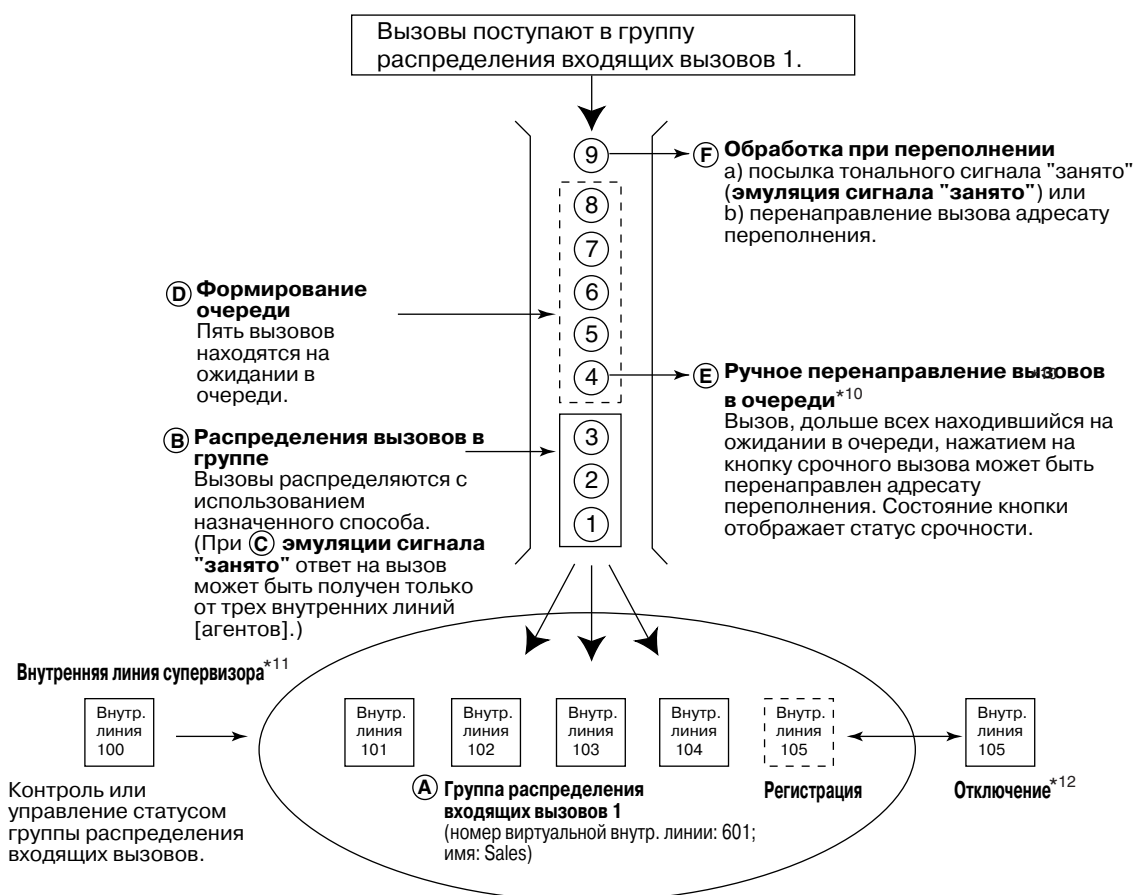 Вызовы поступают в группу
распределения входящих вызовов 1.
9
F Обработка при переполнении
a) посылка тонального сигнала "занято"
(эмуляция сигнала "занято") или
b) перенаправление вызова адресату
переполнения.
8
7
6
5
4
D Формирование
очереди
Пять вызовов
находятся на
ожидании в
очереди.
E Ручное перенаправление вызовов
в очереди*10
Вызов, дольше всех находившийся на
ожидании в очереди, нажатием на
кнопку срочного вызова может быть
перенаправлен адресату
переполнения. Состояние кнопки
отображает статус срочности.
3
2
1
B Распределения вызовов в
группе
Вызовы распределяются с
использованием
назначенного способа.
(При C эмуляции сигнала
"занято" ответ на вызов
может быть получен только
от трех внутренних линий
[агентов].)
Внутренняя линия супервизора*11
Внутр.
линия
100
Внутр.
линия
101
Внутр.
линия
102
Внутр.
линия
103
Внутр.
линия
104
Внутр.
линия
105
Внутр.
линия
105
Контроль или
управление статусом
группы распределения
входящих вызовов.
A Группа распределения
входящих вызовов 1
(номер виртуальной внутр. линии: 601;
имя: Sales)
Регистрация
Отключение*12